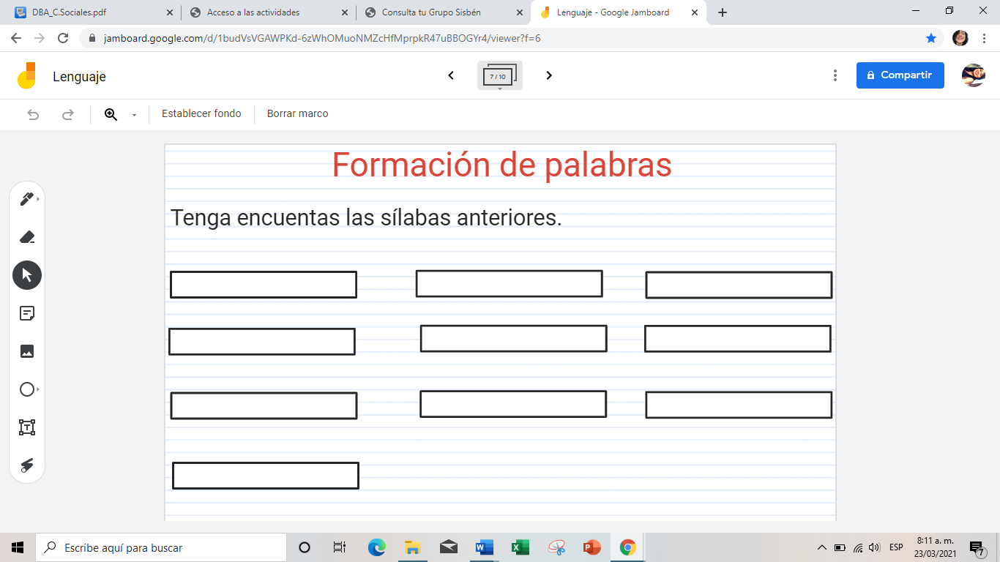 DBA_C.Sociales.pdf
Acceso a las actividades
Consulta tu Grupo Sisbén
Lenguaje - Google Jamboard
jamboard.google.com/d/1budVsVGAWPKd-6zWhOMuoNMZcHfMprpkR47uBBOGYr4/viewer?f=6
Lenguaje
7 / 10
Compartir
Establecer fondo
Borrar marco
Formación de palabras
Tenga encuentas las sílabas anteriores.
Escribe aquí para buscar
ESP
8:11 a. m.
23/03/2021
7